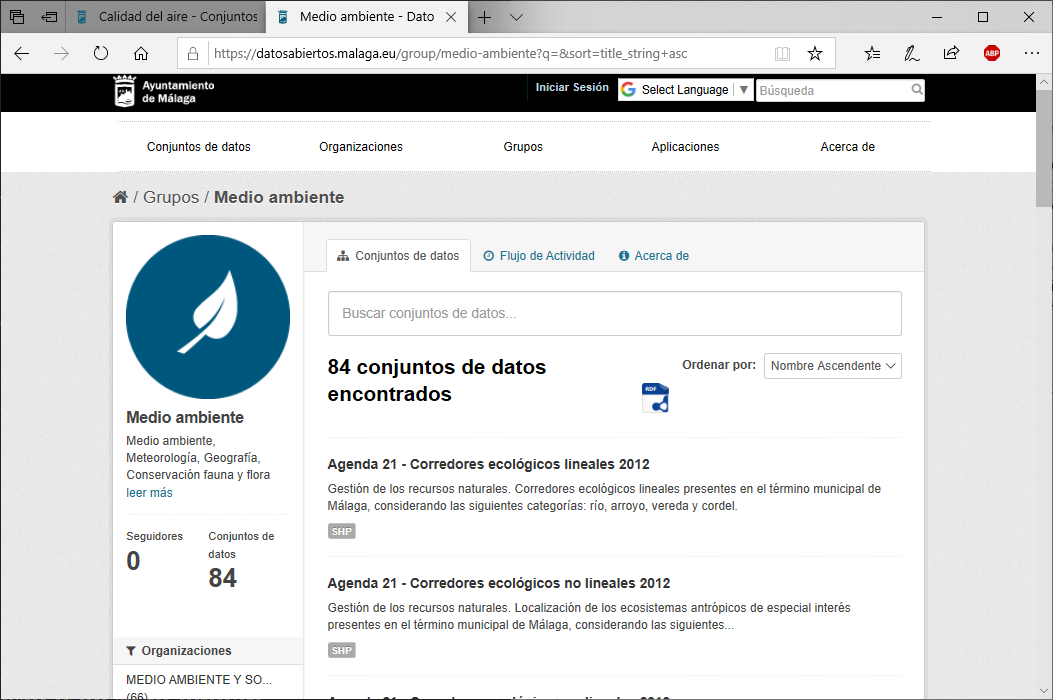 Calidad del aire - Conjuntos
Medio ambiente - Dato
https://datosabiertos.malaga.eu/group/medio-ambiente?q=&sort=title_string+asc
ABP
Ayuntamiento
de Málaga
Iniciar Sesión
G Select Language ▼
Búsqueda
Conjuntos de datos
Organizaciones
Grupos
Aplicaciones
Acerca de
/ Grupos / Medio ambiente
Conjuntos de datos
Flujo de Actividad
Acerca de
Buscar conjuntos de datos...
84 conjuntos de datos
encontrados
Ordenar por:
Nombre Ascendente
RDF
Medio ambiente
Medio ambiente,
Meteorología, Geografía,
Conservación fauna y flora
leer más
Seguidores
0
Conjuntos de
datos
84
Organizaciones
MEDIO AMBIENTE Y SO...
(66)
Agenda 21 - Corredores ecológicos lineales 2012
Gestión de los recursos naturales. Corredores ecológicos lineales presentes en el término municipal de
Málaga, considerando las siguientes categorías: río, arroyo, vereda y cordel.
SHP
Agenda 21 - Corredores ecológicos no lineales 2012
Gestión de los recursos naturales. Localización de los ecosistemas antrópicos de especial interés
presentes en el término municipal de Málaga, considerando las siguientes...
SHP